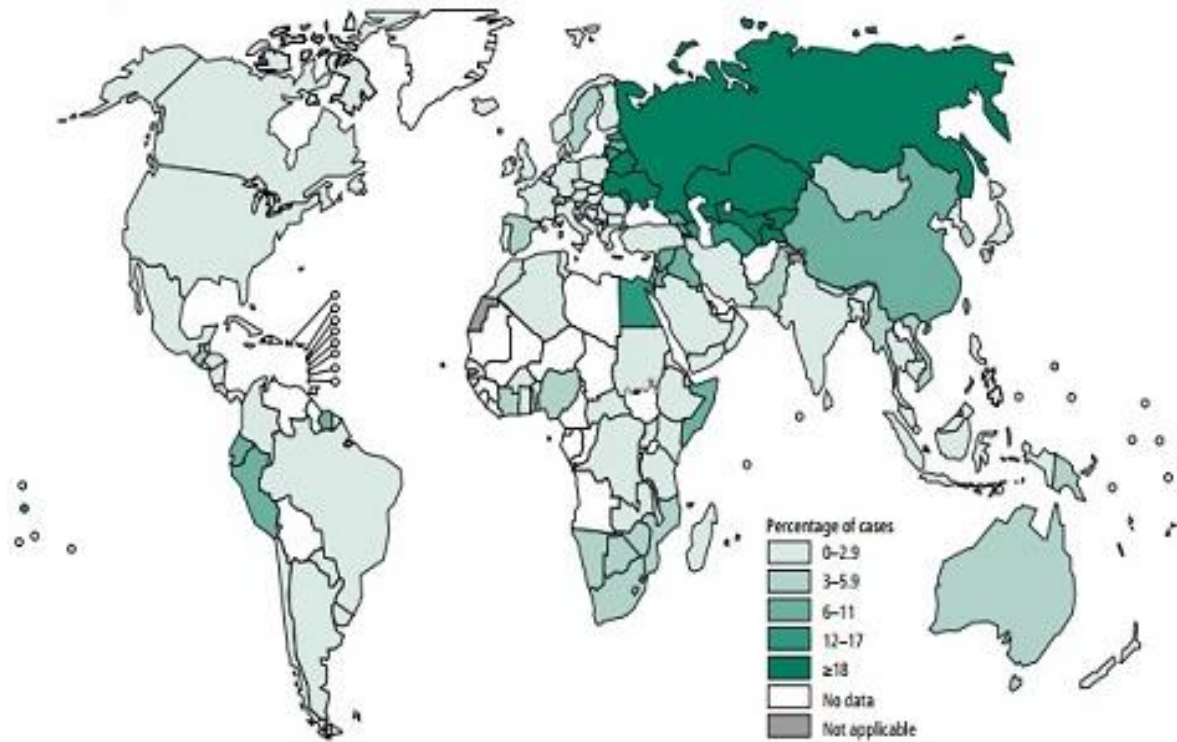 Percentage of cases
0–2.9
3–5.9
6–11
12–17
≥18
No data
Not applicable